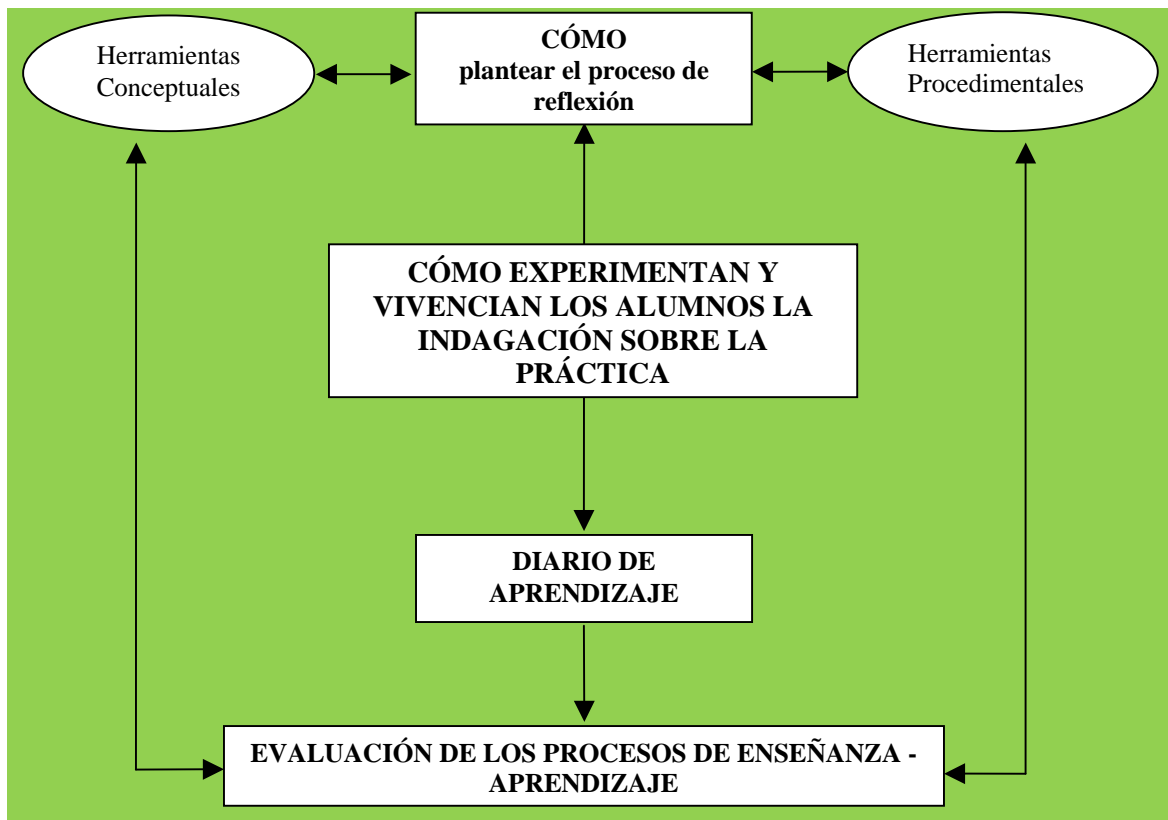 Herramientas
Conceptuales
CÓMO
plantear el proceso de
reflexión
Herramientas
Procedimentales
CÓMO EXPERIMENTAN Y
VIVENCIAN LOS ALUMNOS LA
INDAGACIÓN SOBRE LA
PRÁCTICA
DIARIO DE
APRENDIZAJE
EVALUACIÓN DE LOS PROCESOS DE ENSEÑANZA -
APRENDIZAJE